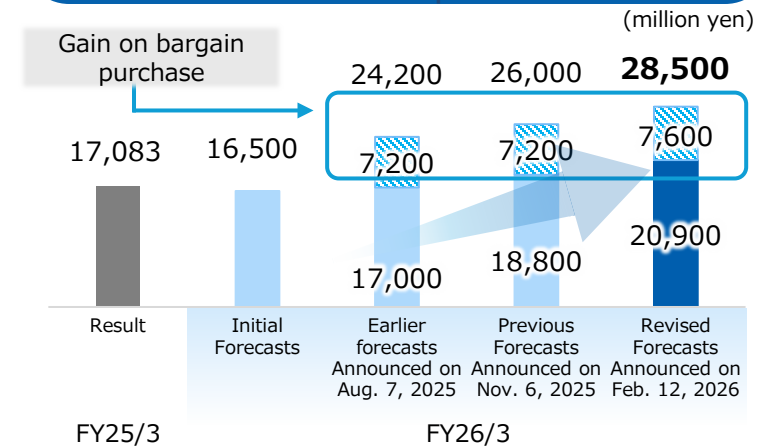 (million yen)
Gain on bargain
purchase
24,200
26,000
28,500
17,083
16,500
7,200
7,200
7,600
17,000
18,800
20,900
Result
Initial
Forecasts
Earlier
forecasts
Announced on
Aug. 7, 2025
Previous
Forecasts
Announced on
Nov. 6, 2025
Revised
Forecasts
Announced on
Feb. 12, 2026
FY25/3
FY26/3